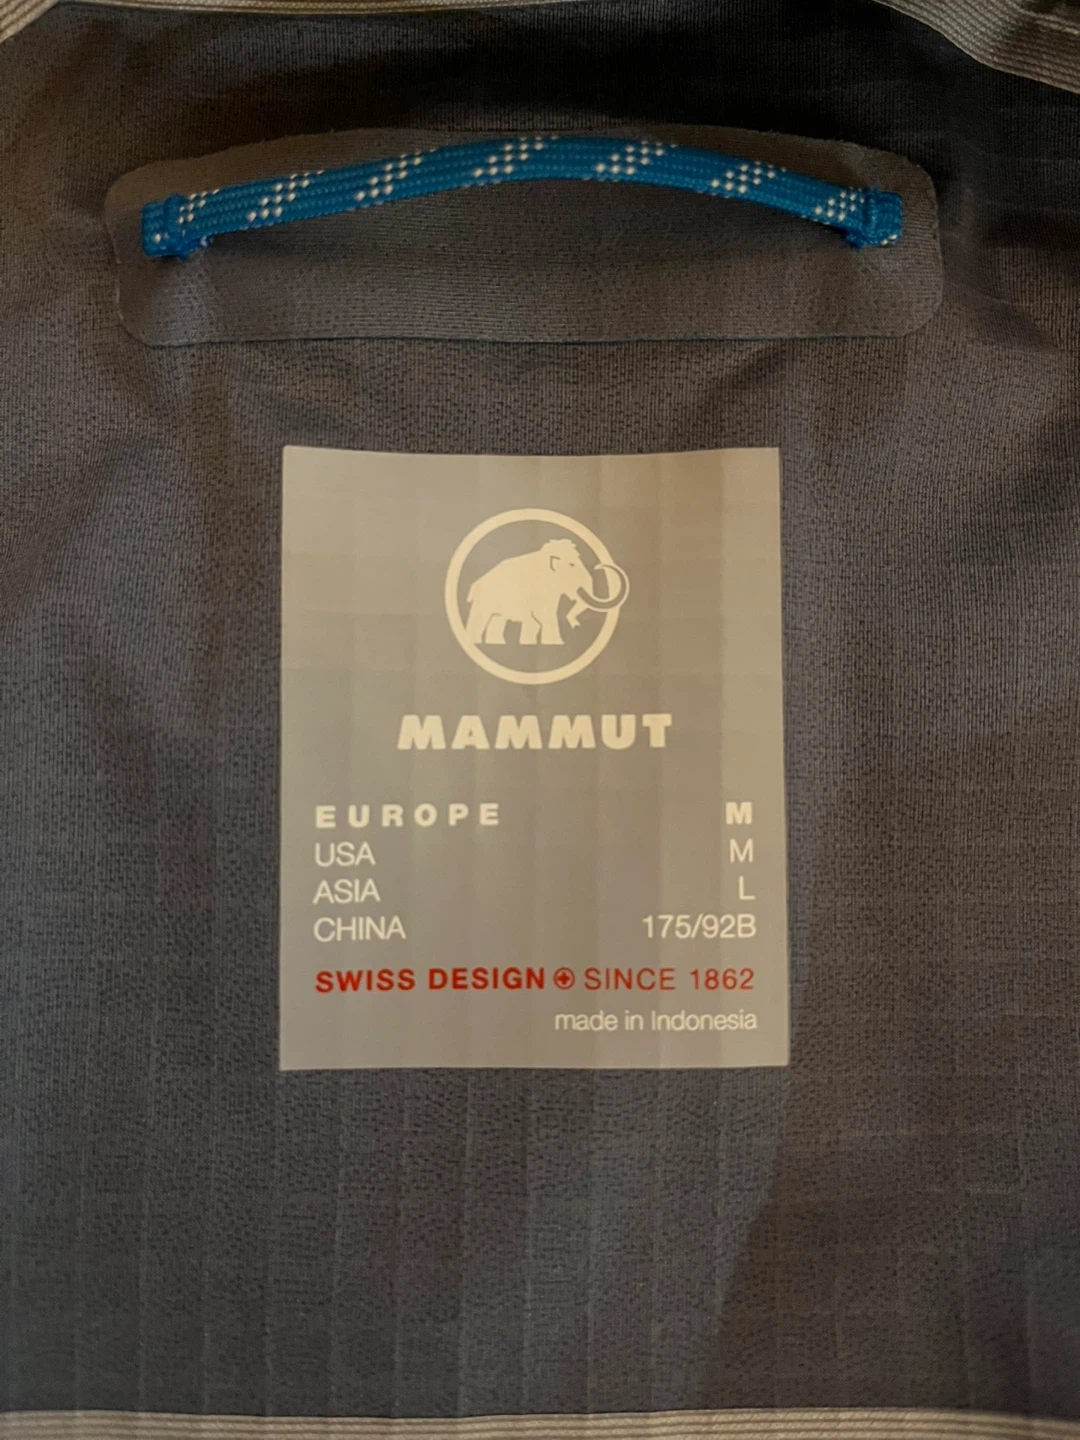 MAMMUT
EUROPE M
USA M
ASIA L
CHINA 175/92B
SWISS DESIGN SINCE 1862
made in Indonesia